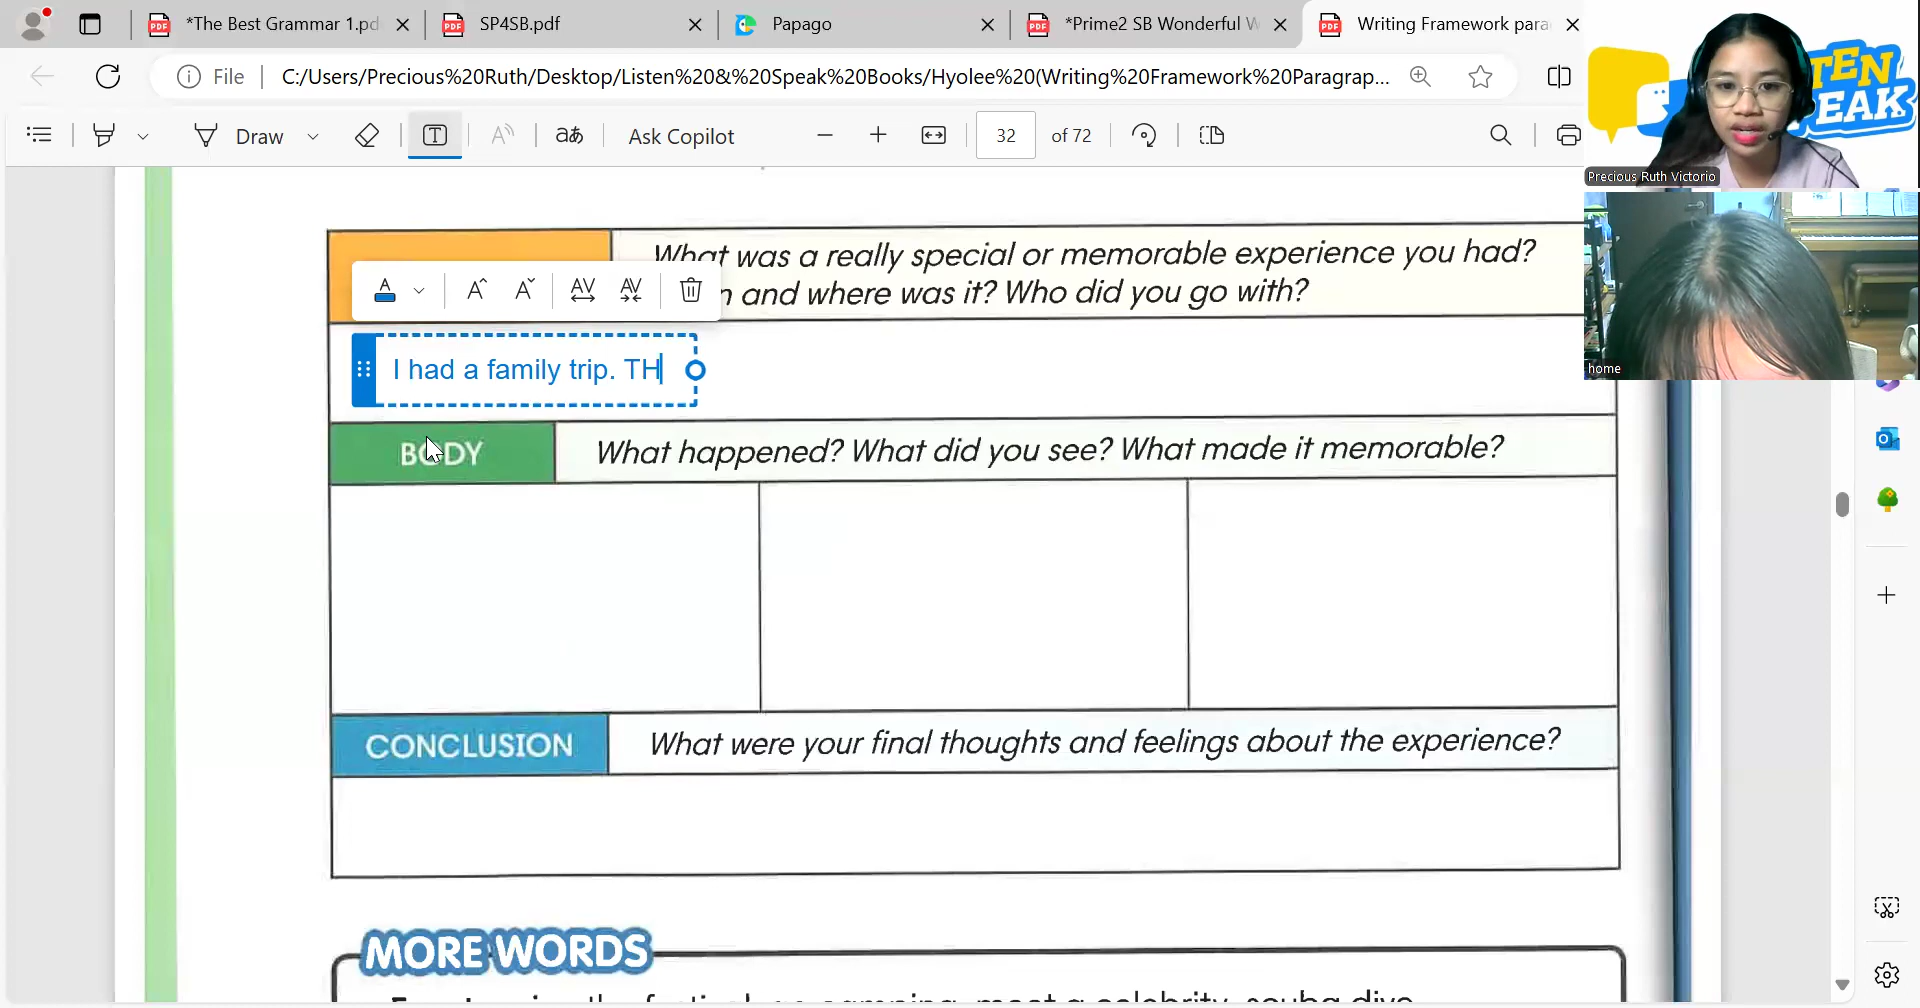 *The Best Grammar 1.pd
SP4SB.pdf
Papago
*Prime2 SB Wonderful W
Writing Framework para
File
C:/Users/Precious%20Ruth/Desktop/Listen%20&%20Speak%20Books/Hyolee%20(Writing%20Framework%20Paragrap...
Draw
Ask Copilot
32
of 72
TEN
PEAK
Precious Ruth Victorio
home
What was a really special or memorable experience you had?
and where was it? Who did you go with?
I had a family trip. TH
BODY
What happened? What did you see? What made it memorable?
CONCLUSION
What were your final thoughts and feelings about the experience?
MORE WORDS